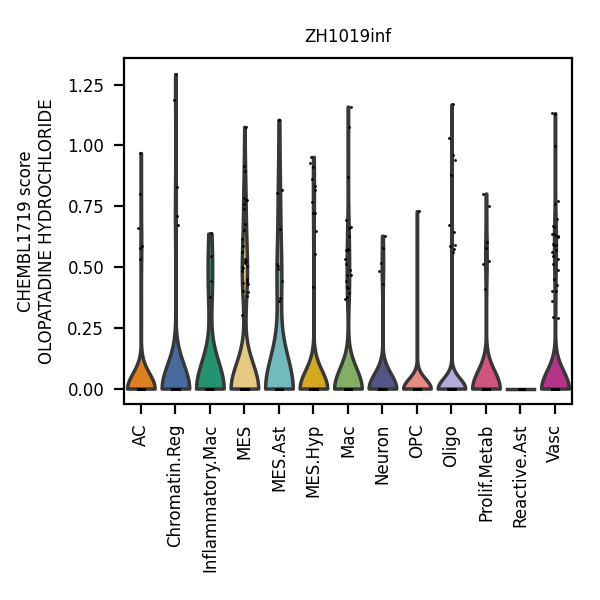 ZH1019inf
CHEMBL1719 score
OLOPATADINE HYDROCHLORIDE
1.25
1.00
0.75
0.50
0.25
0.00
AC
Chromatin.Reg
Inflammatory.Mac
MES
MES.Ast
MES.Hyp
Mac
Neuron
OPC
Oligo
Prolif.Metab
Reactive.Ast
Vasc